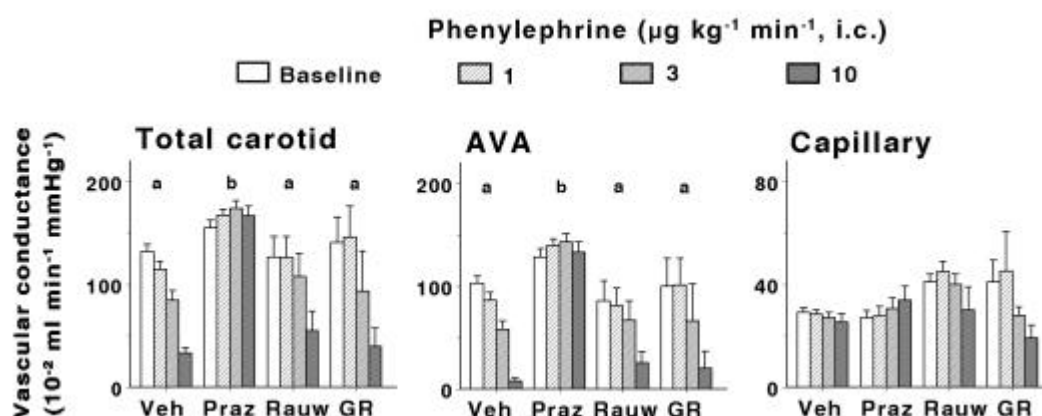 Phenylephrine (µg kg⁻¹ min⁻¹, i.c.)
Baseline 1 3 10
Vascular conductance
(10⁻² ml min⁻¹ mmHg⁻¹)
Total carotid
200
100
0
a b a a
Veh Praz Rauw GR
AVA
200
100
0
a b a a
Veh Praz Rauw GR
Capillary
80
40
0
Veh Praz Rauw GR